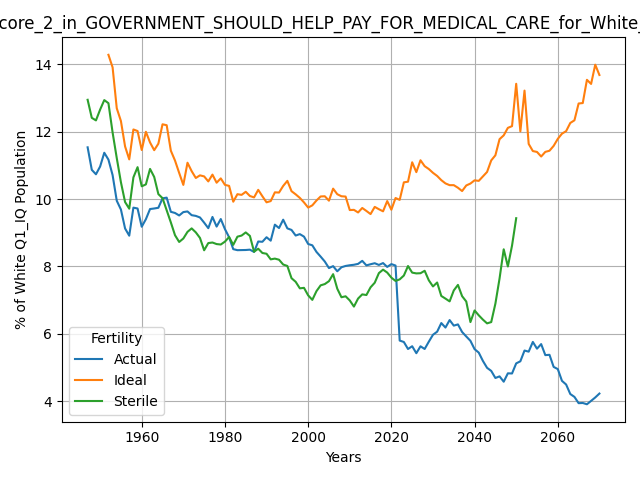 core_2_in_GOVERNMENT_SHOULD_HELP_PAY_FOR_MEDICAL_CARE_for_White_
% of White Q1_IQ Population
14
12
10
8
6
4
Fertility
Actual
Ideal
Sterile
1960
1980
2000
2020
2040
2060
Years